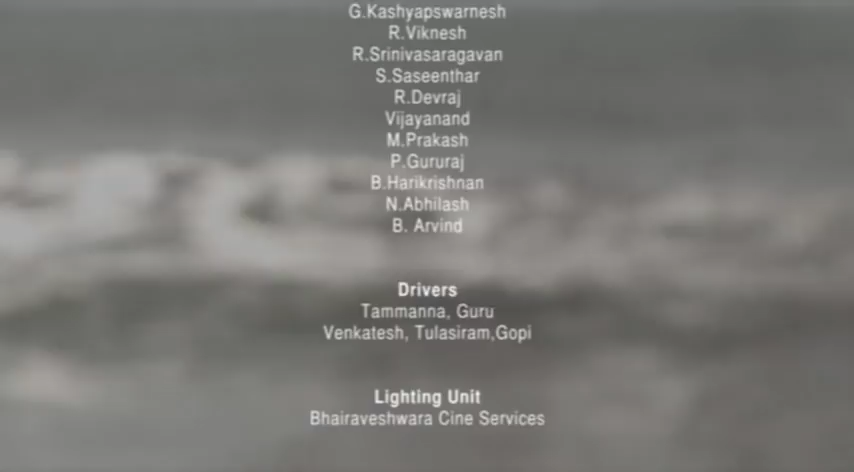 G.Kashyapswarnesh
R.Viknesh
R.Srinivasaragavan
S.Saseenthar
R.Devraj
Vijayanand
M.Prakash
P.Gururaj
B.Harikrishnan
N.Abhilash
B. Arvind
Drivers
Tammanna, Guru
Venkatesh, Tulasiram,Gopi
Lighting Unit
Bhairaveshwara Cine Services